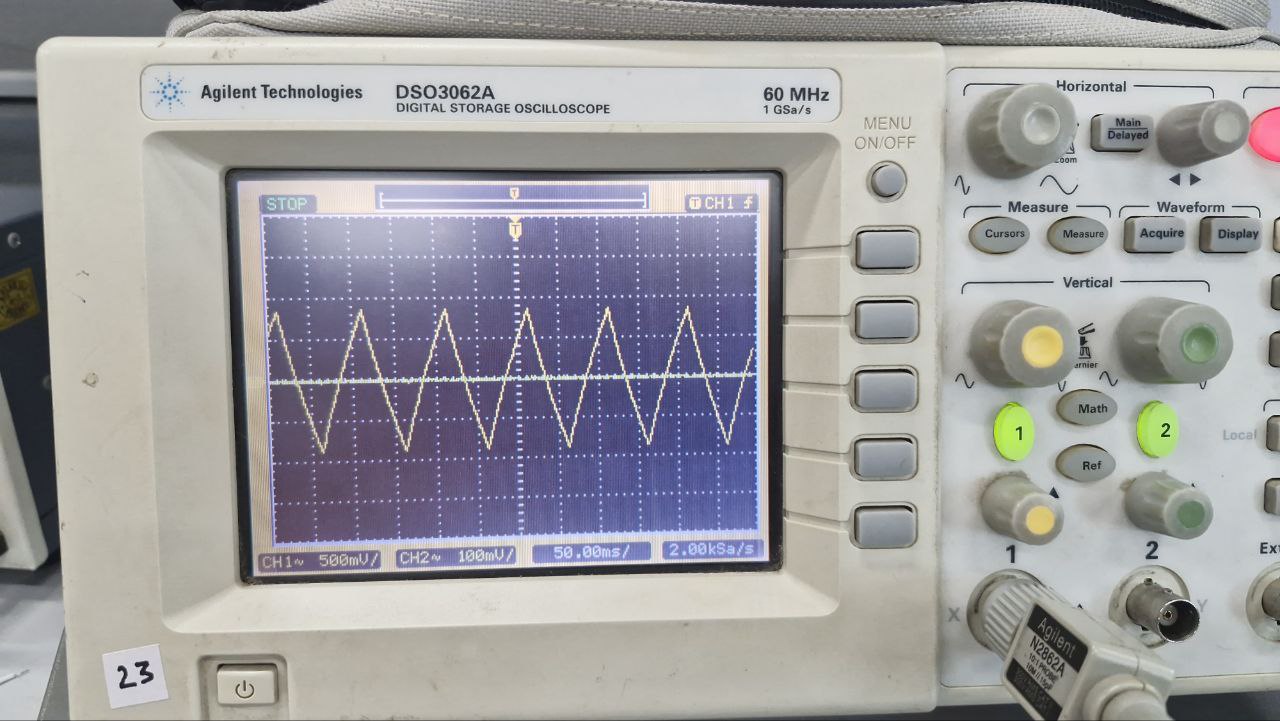 Agilent Technologies
DSO3062A
DIGITAL STORAGE OSCILLOSCOPE
60 MHz
1 GSa/s
MENU
ON/OFF
Horizontal
Main
Delayed
STOP
T
T CH1
T
Measure
Waveform
Cursors
Measure
Acquire
Display
Vertical
1
Math
2
Ref
Local
CH1~ 500mV/
CH2~ 100mV/
50.00ms/
2.00kSa/s
1
2
X
Y
Agilent
N2862A
23